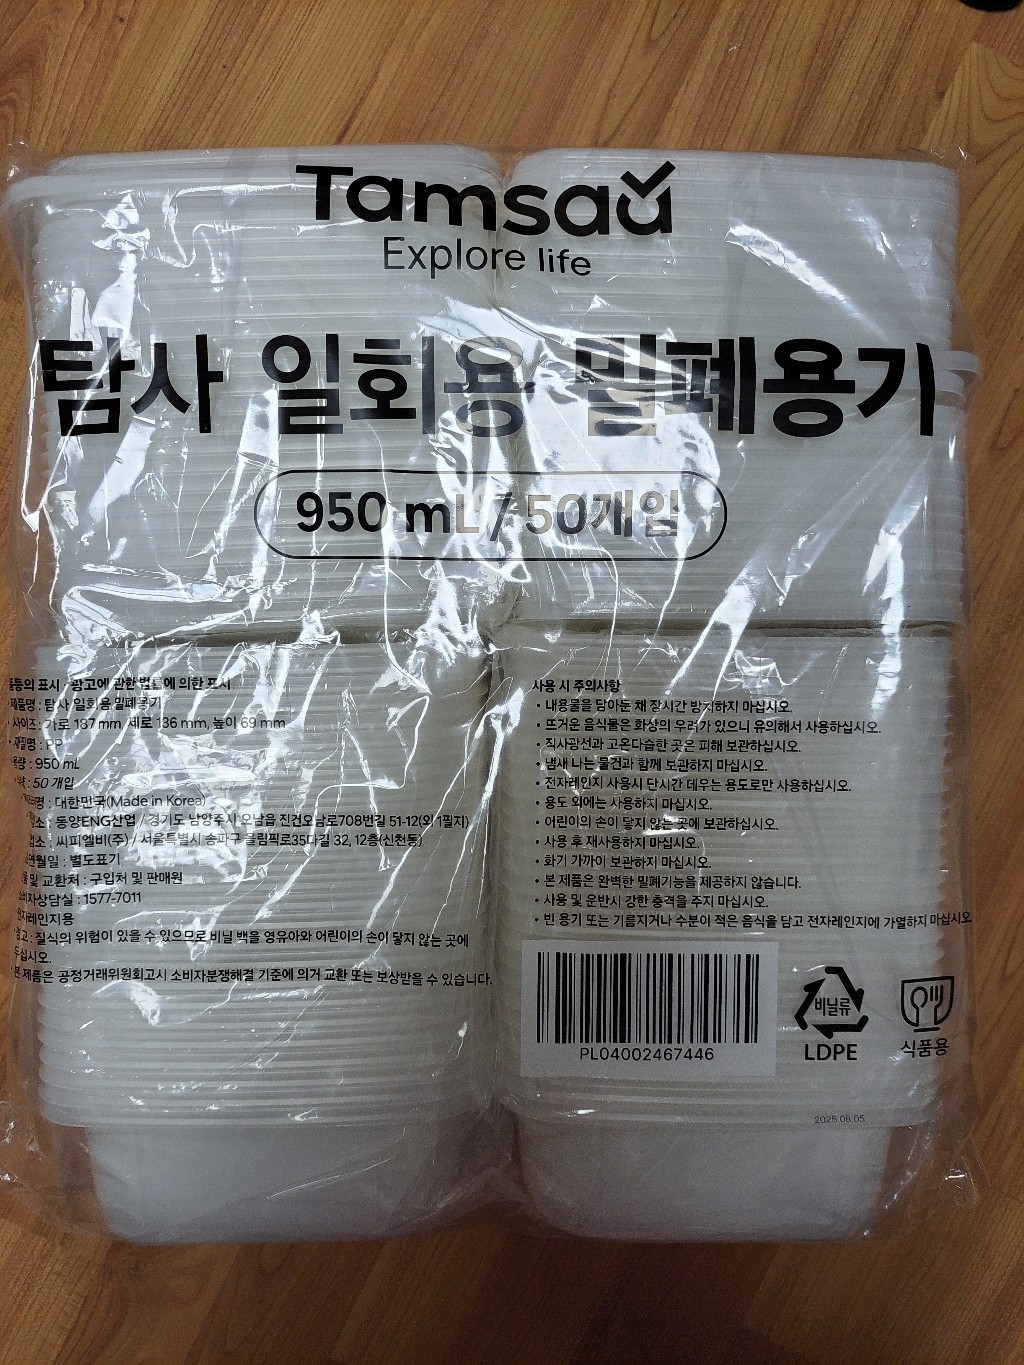 Tamsaa
Explore life
탐사 일회용 밀폐용기
950 mL / 50개입
품등의 표시·광고에 관한 법률에 의한 표시
제품명 : 탐사 일회용 밀폐용기
• 사이즈 : 가로 137 mm, 세로 136 mm, 높이 69 mm
• 재질명 : PP
용량 : 950 mL
: 50 개입
: 대한민국(Made in Korea)
: 동양ENG산업 / 경기도 남양주시 오남읍 진건오남로708번길 51-12(외 1필지)
: 씨피엘비(주) / 서울특별시 송파구 올림픽로35다길 32, 12층(신천동)
연월일 : 별도표기
및 교환처 : 구입처 및 판매원
비자상담실 : 1577-7011
전자레인지용
참고 : 질식의 위험이 있을 수 있으므로 비닐 백을 영유아와 어린이의 손이 닿지 않는 곳에
두십시오.
본 제품은 공정거래위원회고시 소비자분쟁해결 기준에 의거 교환 또는 보상받을 수 있습니다.
사용 시 주의사항
• 내용물을 담아둔 채 장시간 방치하지 마십시오.
• 뜨거운 음식물은 화상의 우려가 있으니 유의해서 사용하십시오.
• 직사광선과 고온다습한 곳은 피해 보관하십시오.
• 냄새 나는 물건과 함께 보관하지 마십시오.
• 전자레인지 사용시 단시간 데우는 용도로만 사용하십시오.
• 용도 외에는 사용하지 마십시오.
• 어린이의 손이 닿지 않는 곳에 보관하십시오.
• 사용 후 재사용하지 마십시오.
• 화기 가까이 보관하지 마십시오.
• 본 제품은 완벽한 밀폐기능을 제공하지 않습니다.
• 사용 및 운반시 강한 충격을 주지 마십시오.
• 빈 용기 또는 기름지거나 수분이 적은 음식을 담고 전자레인지에 가열하지 마십시오
PL04002467446
비닐류
LDPE
식품용
2025.08.05